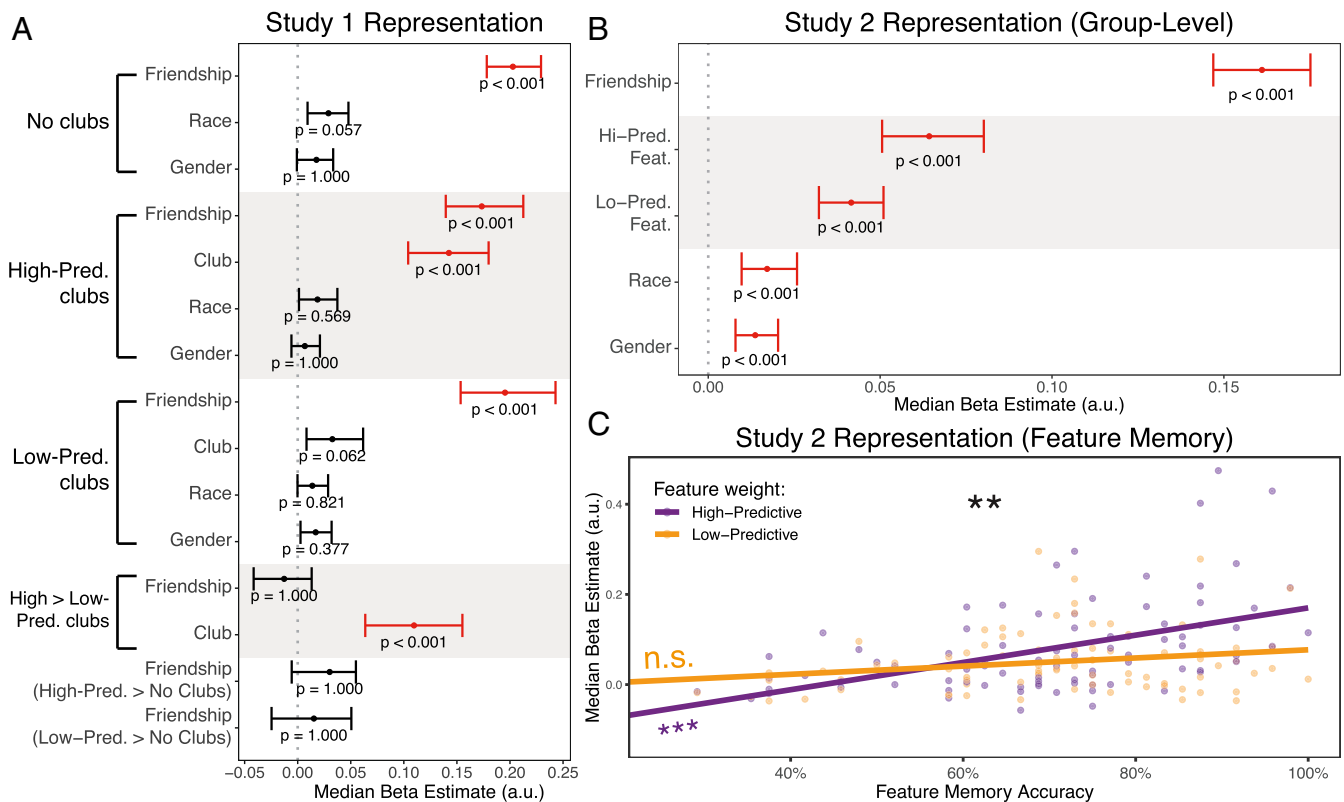 A
Study 1 Representation
No clubs
Friendship
p < 0.001
Race
p = 0.057
Gender
p = 1.000
High-Pred.
clubs
Friendship
p < 0.001
Club
p < 0.001
Race
p = 0.569
Gender
p = 1.000
Low-Pred.
clubs
Friendship
p < 0.001
Club
p = 0.062
Race
p = 0.821
Gender
p = 0.377
High > Low-
Pred. clubs
Friendship
p = 1.000
Club
p < 0.001
Friendship
(High−Pred. > No Clubs)
p = 1.000
Friendship
(Low−Pred. > No Clubs)
p = 1.000
−0.05 0.00 0.05 0.10 0.15 0.20 0.25
Median Beta Estimate (a.u.)
B
Study 2 Representation (Group-Level)
Friendship
p < 0.001
Hi−Pred.
Feat.
p < 0.001
Lo−Pred.
Feat.
p < 0.001
Race
p < 0.001
Gender
p < 0.001
0.00 0.05 0.10 0.15
Median Beta Estimate (a.u.)
C
Study 2 Representation (Feature Memory)
Median Beta Estimate (a.u.)
0.4
0.2
0.0
Feature weight:
High−Predictive
Low−Predictive
**
n.s.
***
40% 60% 80% 100%
Feature Memory Accuracy